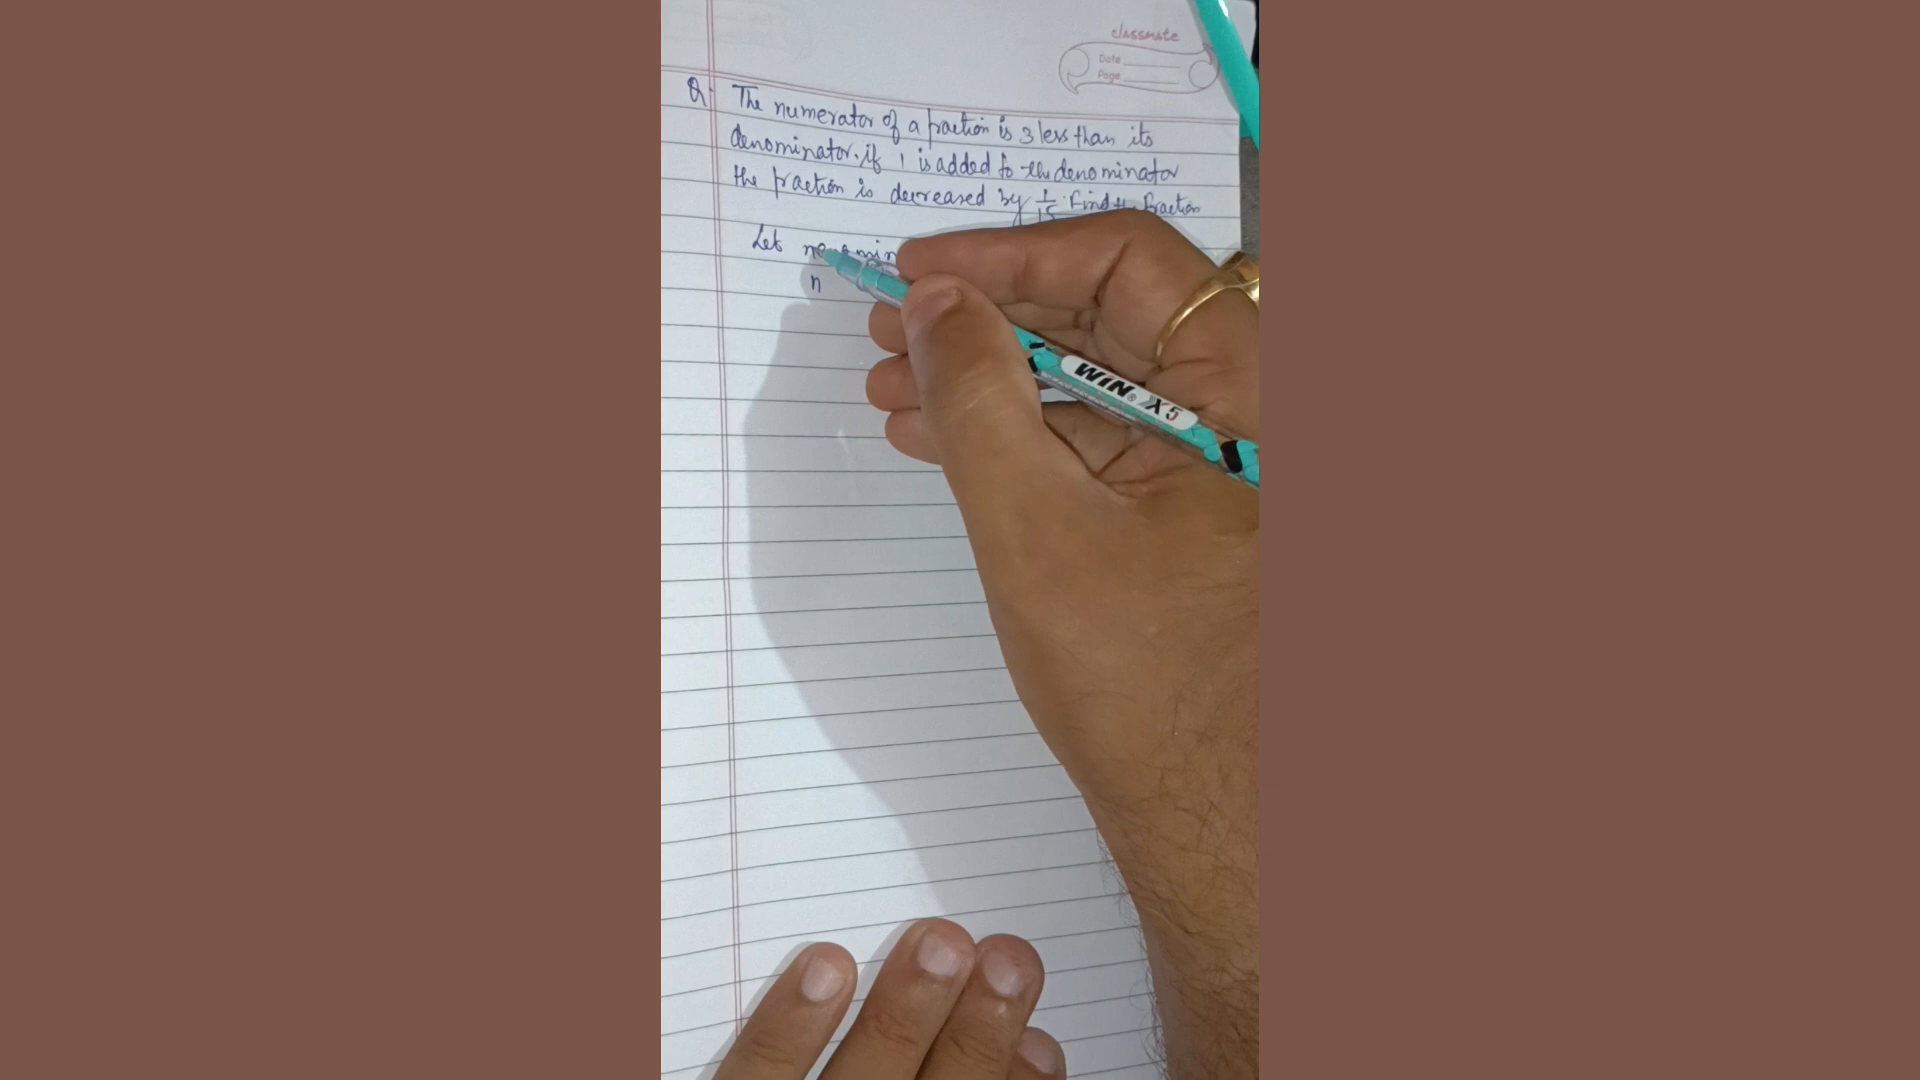 classmate
Date
Page
Q. The numerator of a fraction is 3 less than its
denominator. if 1 is added to the denominator
the fraction is decreased by 1/15. Find the fraction
Let
n
WIN X5